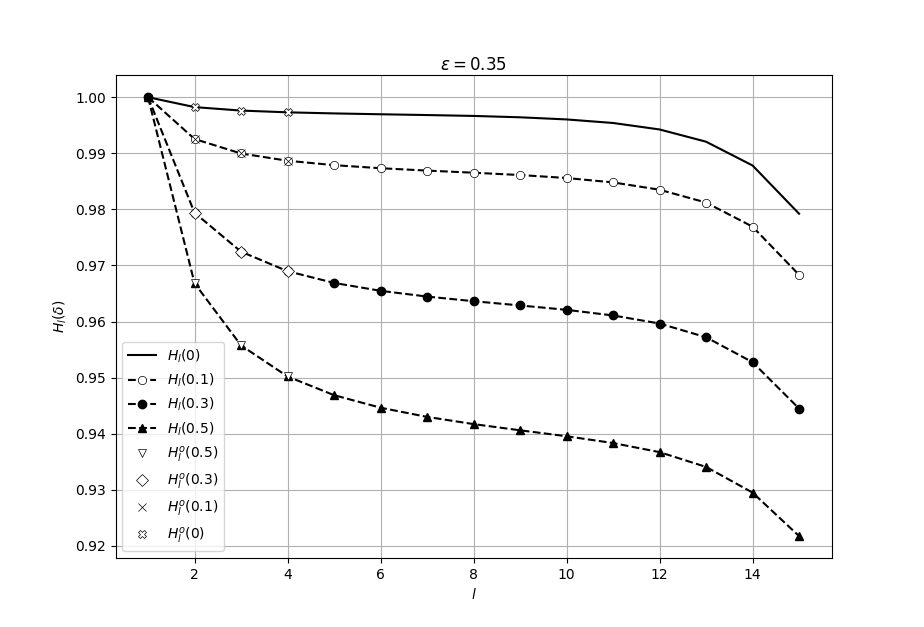 ε = 0.35
1.00
0.99
0.98
0.97
0.96
0.95
0.94
0.93
0.92
H_l(δ)
H_l(0)
H_l(0.1)
H_l(0.3)
H_l(0.5)
H_l^o(0.5)
H_l^o(0.3)
H_l^o(0.1)
H_l^o(0)
2 4 6 8 10 12 14
l